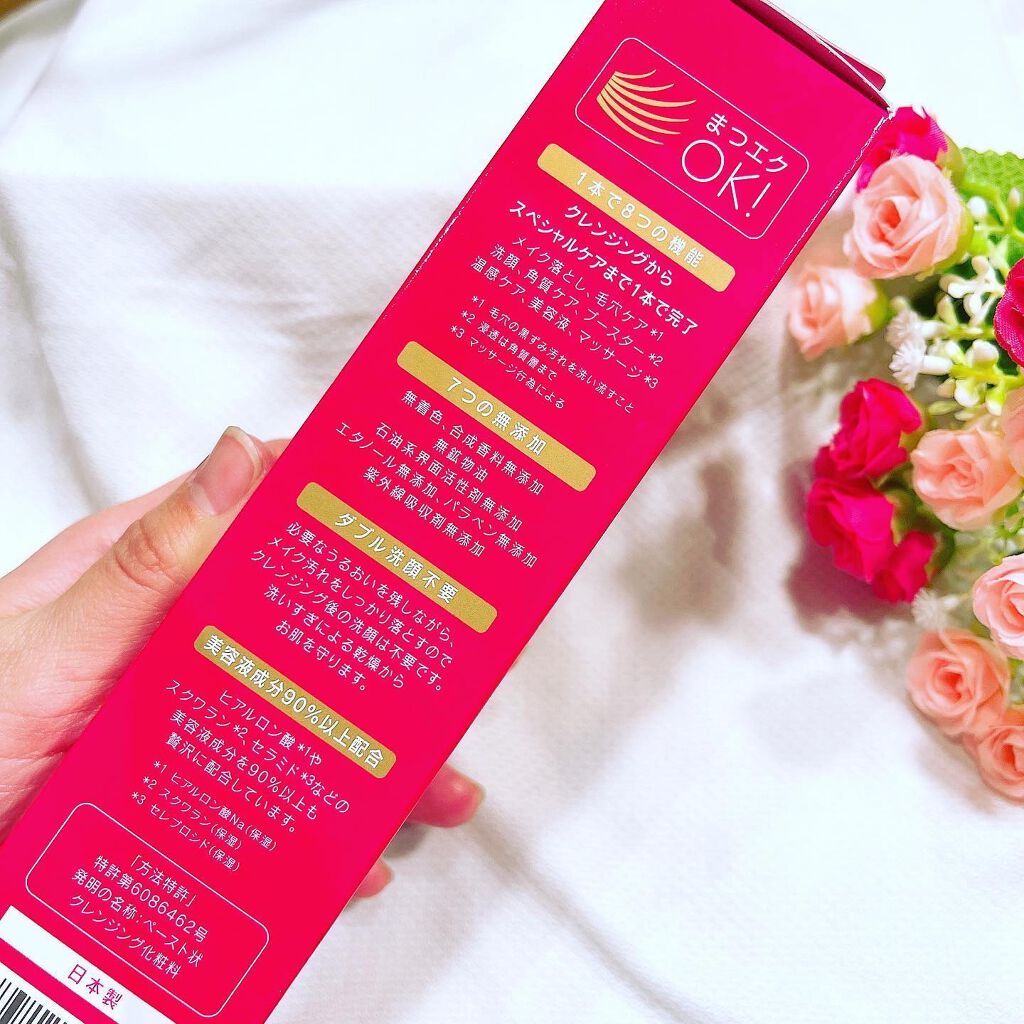 まつエク
OK!
1本で8つの機能
クレンジングから
スペシャルケアまで1本で完了
メイク落とし、毛穴ケア*1
洗顔、角質ケア、ブースター*2
温感ケア、美容液、マッサージ*3
*1 毛穴の黒ずみ汚れを洗い流すこと
*2 浸透は角質層まで
*3 マッサージ行為による
7つの無添加
無着色、合成香料無添加
無鉱物油
石油系界面活性剤無添加
エタノール無添加、パラベン無添加
紫外線吸収剤無添加
ダブル洗顔不要
必要なうるおいを残しながら、
メイク汚れをしっかり落とすので
クレンジング後の洗顔は不要です。
洗いすぎによる乾燥から
お肌を守ります。
美容液成分90%以上配合
ヒアルロン酸*1や
スクワラン*2、セラミド*3などの
美容液成分を90%以上も
贅沢に配合しています。
*1 ヒアルロン酸Na(保湿)
*2 スクワラン(保湿)
*3 セレブロシド(保湿)
「方法特許」
特許第6086462号
発明の名称：ペースト状
クレンジング化粧料
日本製